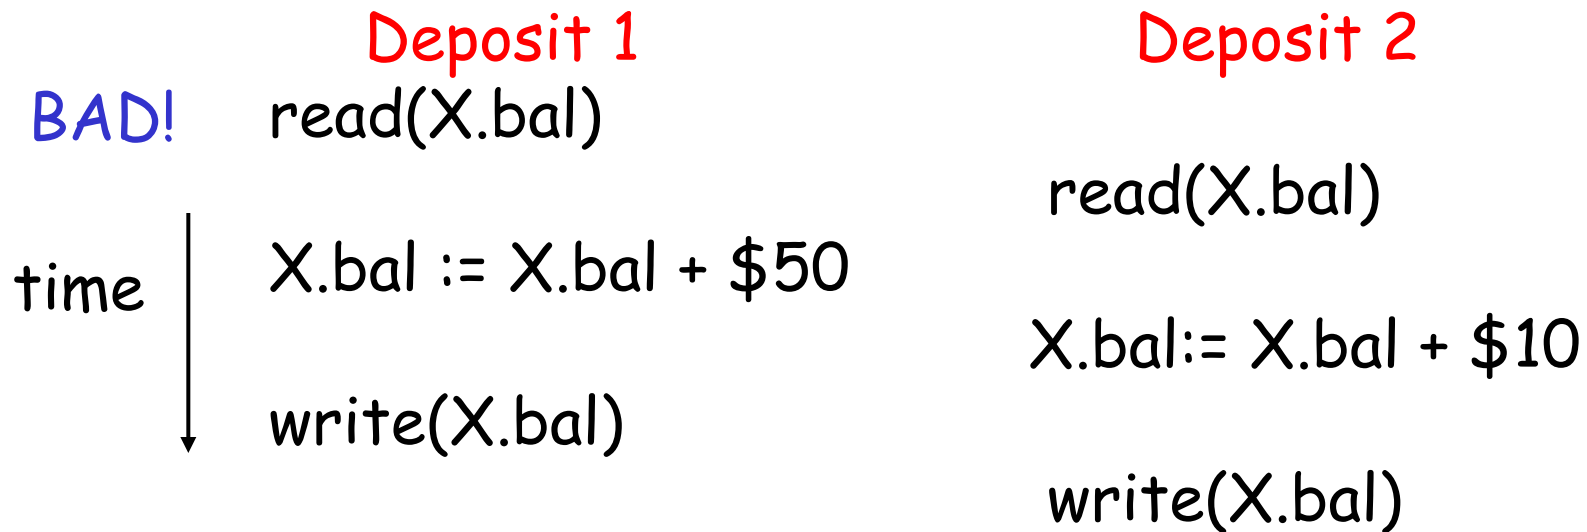 Deposit 1 Deposit 2
BAD! read(X.bal)
read(X.bal)
X.bal := X.bal + $50
time
X.bal:= X.bal + $10
write(X.bal)
write(X.bal)